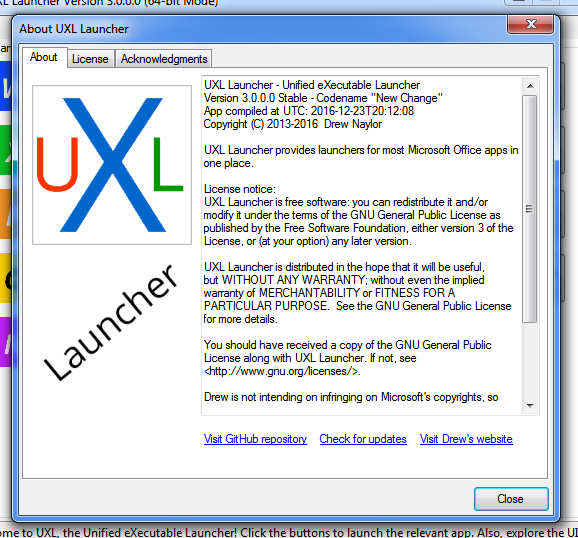 Launcher Version 3.0.0.0 (64-bit Mode)
About UXL Launcher
About
License
Acknowledgments
UXL
Launcher
UXL Launcher - Unified eXecutable Launcher
Version 3.0.0.0 Stable - Codename "New Change"
App compiled at UTC: 2016-12-23T20:12:08
Copyright (C) 2013-2016  Drew Naylor
UXL Launcher provides launchers for most Microsoft Office apps in
one place.
License notice:
UXL Launcher is free software: you can redistribute it and/or
modify it under the terms of the GNU General Public License as
published by the Free Software Foundation, either version 3 of the
License, or (at your option) any later version.
UXL Launcher is distributed in the hope that it will be useful,
but WITHOUT ANY WARRANTY; without even the implied
warranty of MERCHANTABILITY or FITNESS FOR A
PARTICULAR PURPOSE.  See the GNU General Public License
for more details.
You should have received a copy of the GNU General Public
License along with UXL Launcher. If not, see
<http://www.gnu.org/licenses/>.
Drew is not intending on infringing on Microsoft's copyrights, so
Visit GitHub repository
Check for updates
Visit Drew's website
Close
ome to UXL, the Unified eXecutable Launcher! Click the buttons to launch the relevant app. Also, explore the UI